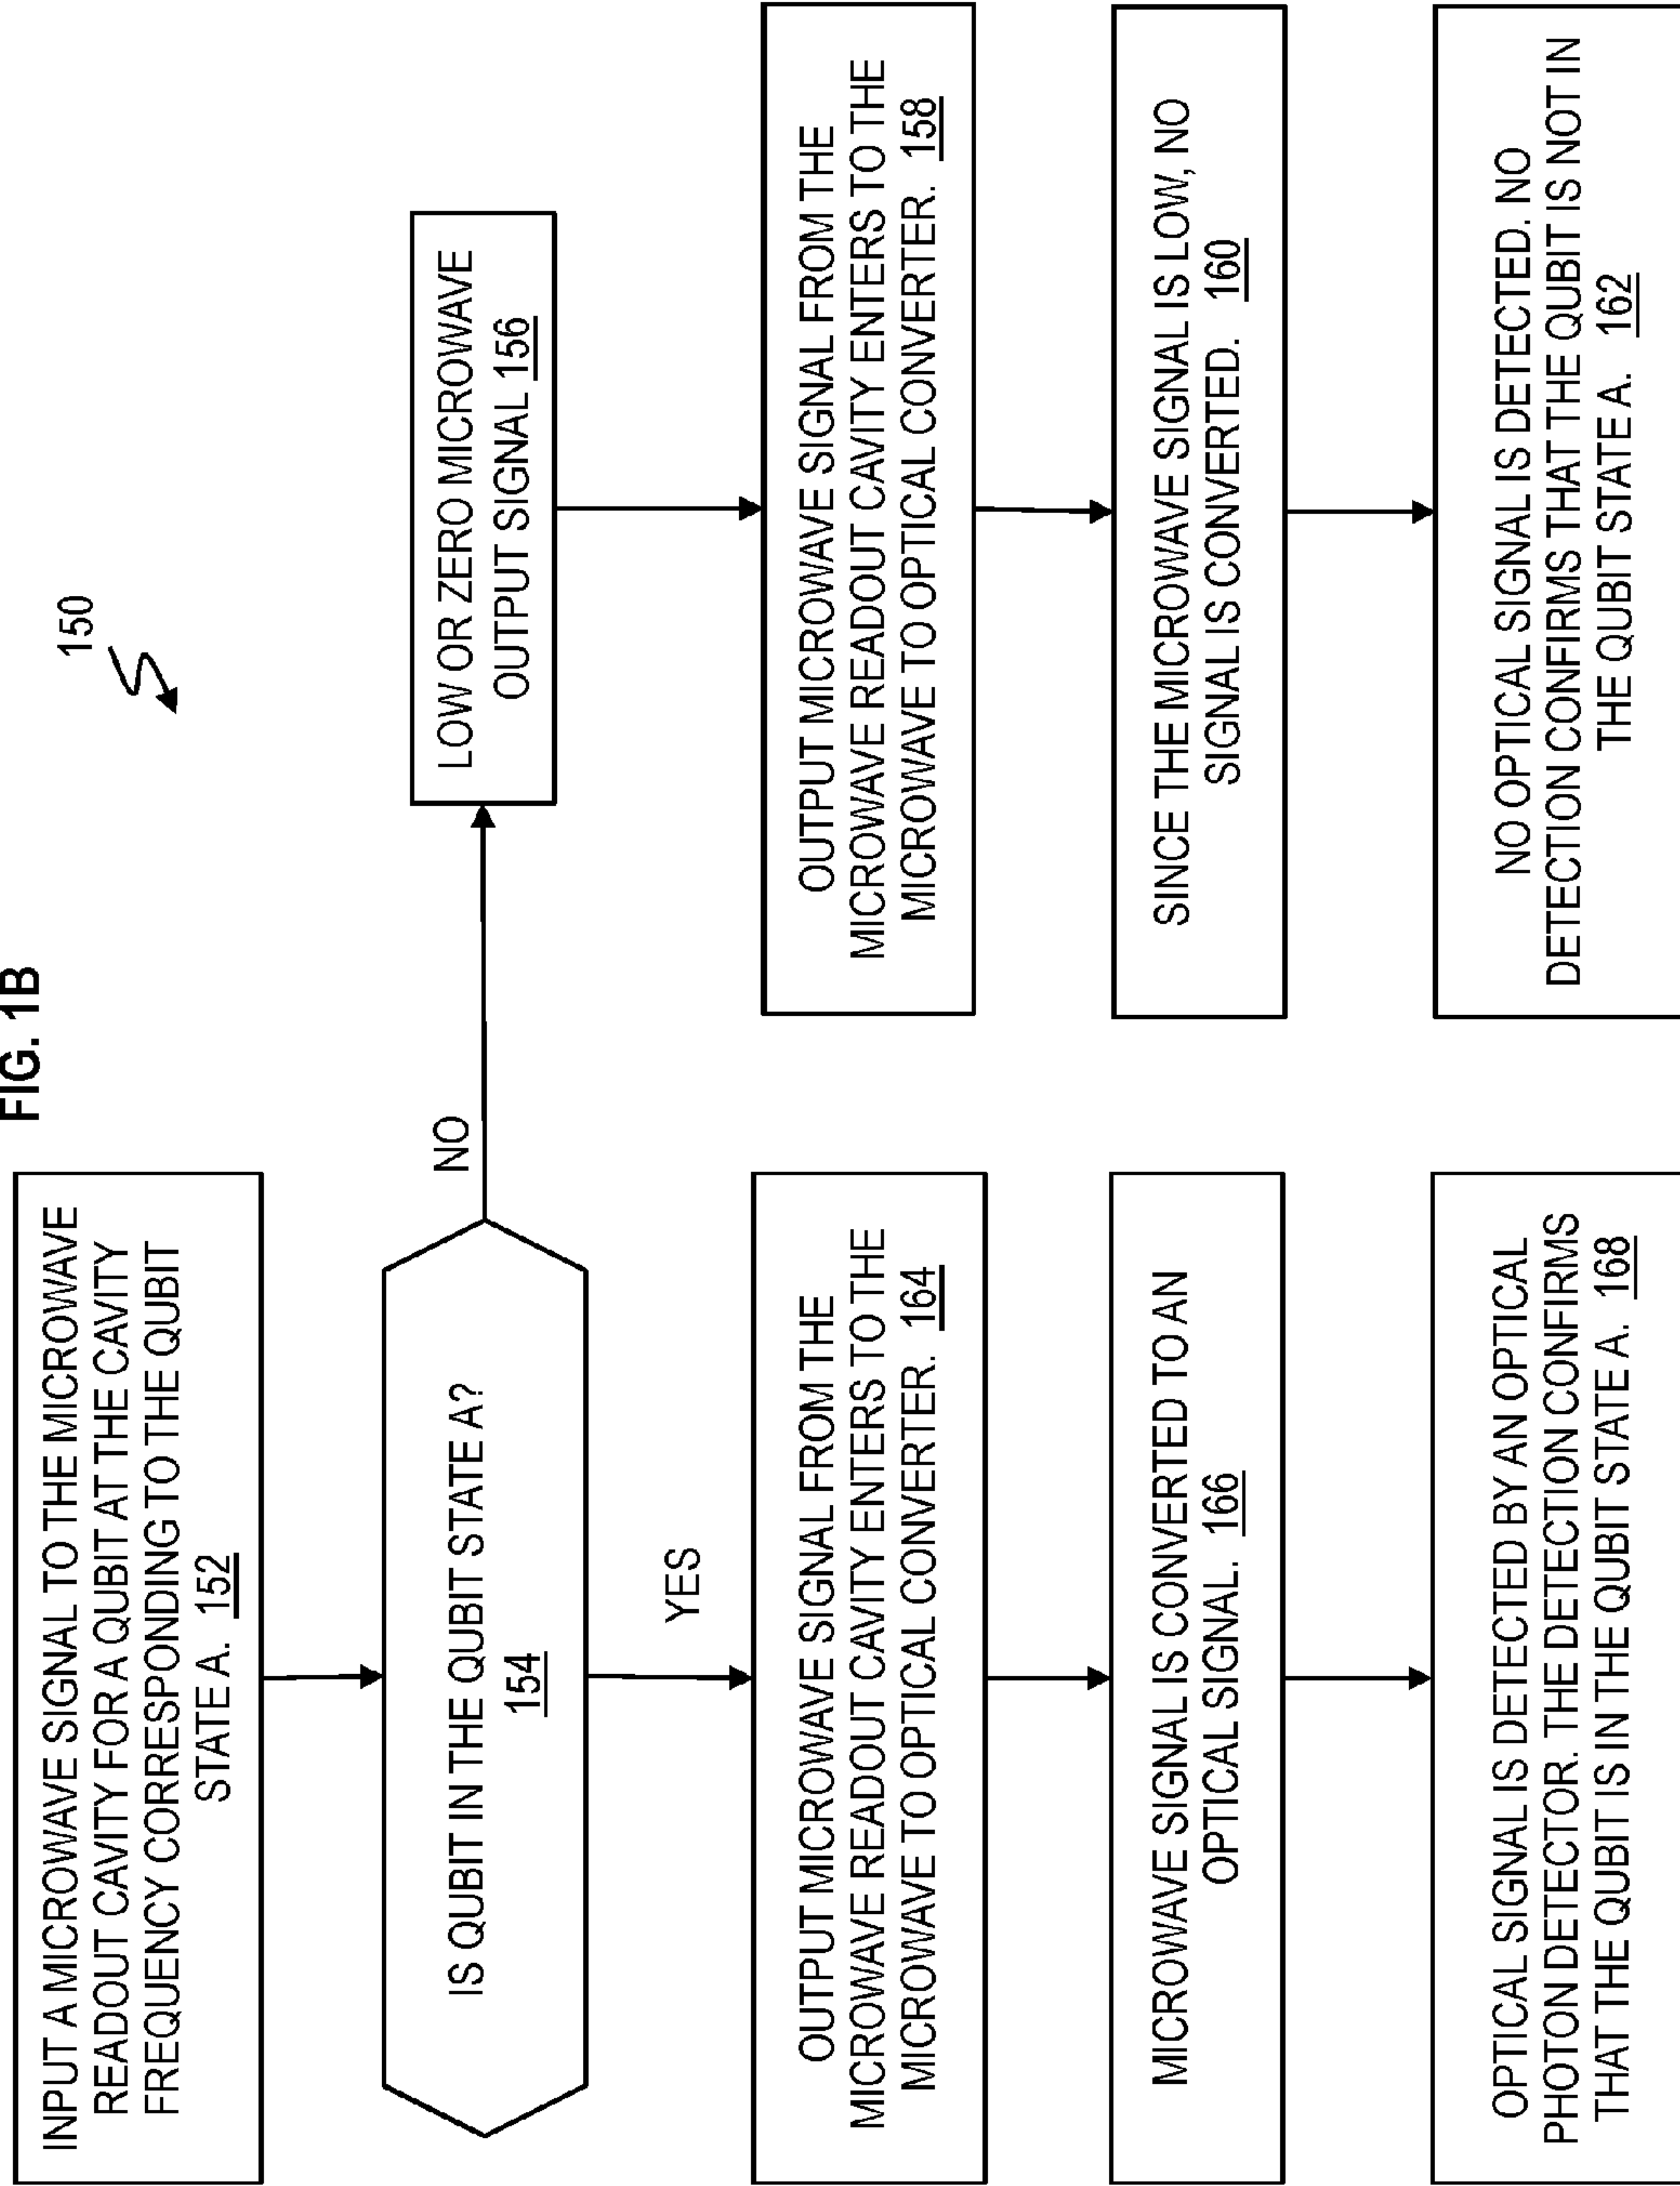 FIG. 1B
150
INPUT A MICROWAVE SIGNAL TO THE MICROWAVE
READOUT CAVITY FOR A QUBIT AT THE CAVITY
FREQUENCY CORRESPONDING TO THE QUBIT
STATE A. 152
IS QUBIT IN THE QUBIT STATE A?
154
NO
LOW OR ZERO MICROWAVE
OUTPUT SIGNAL 156
OUTPUT MICROWAVE SIGNAL FROM THE
MICROWAVE READOUT CAVITY ENTERS TO THE
MICROWAVE TO OPTICAL CONVERTER. 158
SINCE THE MICROWAVE SIGNAL IS LOW, NO
SIGNAL IS CONVERTED. 160
NO OPTICAL SIGNAL IS DETECTED. NO
DETECTION CONFIRMS THAT THE QUBIT IS NOT IN
THE QUBIT STATE A. 162
YES
OUTPUT MICROWAVE SIGNAL FROM THE
MICROWAVE READOUT CAVITY ENTERS TO THE
MICROWAVE TO OPTICAL CONVERTER. 164
MICROWAVE SIGNAL IS CONVERTED TO AN
OPTICAL SIGNAL. 166
OPTICAL SIGNAL IS DETECTED BY AN OPTICAL
PHOTON DETECTOR. THE DETECTION CONFIRMS
THAT THE QUBIT IS IN THE QUBIT STATE A. 168